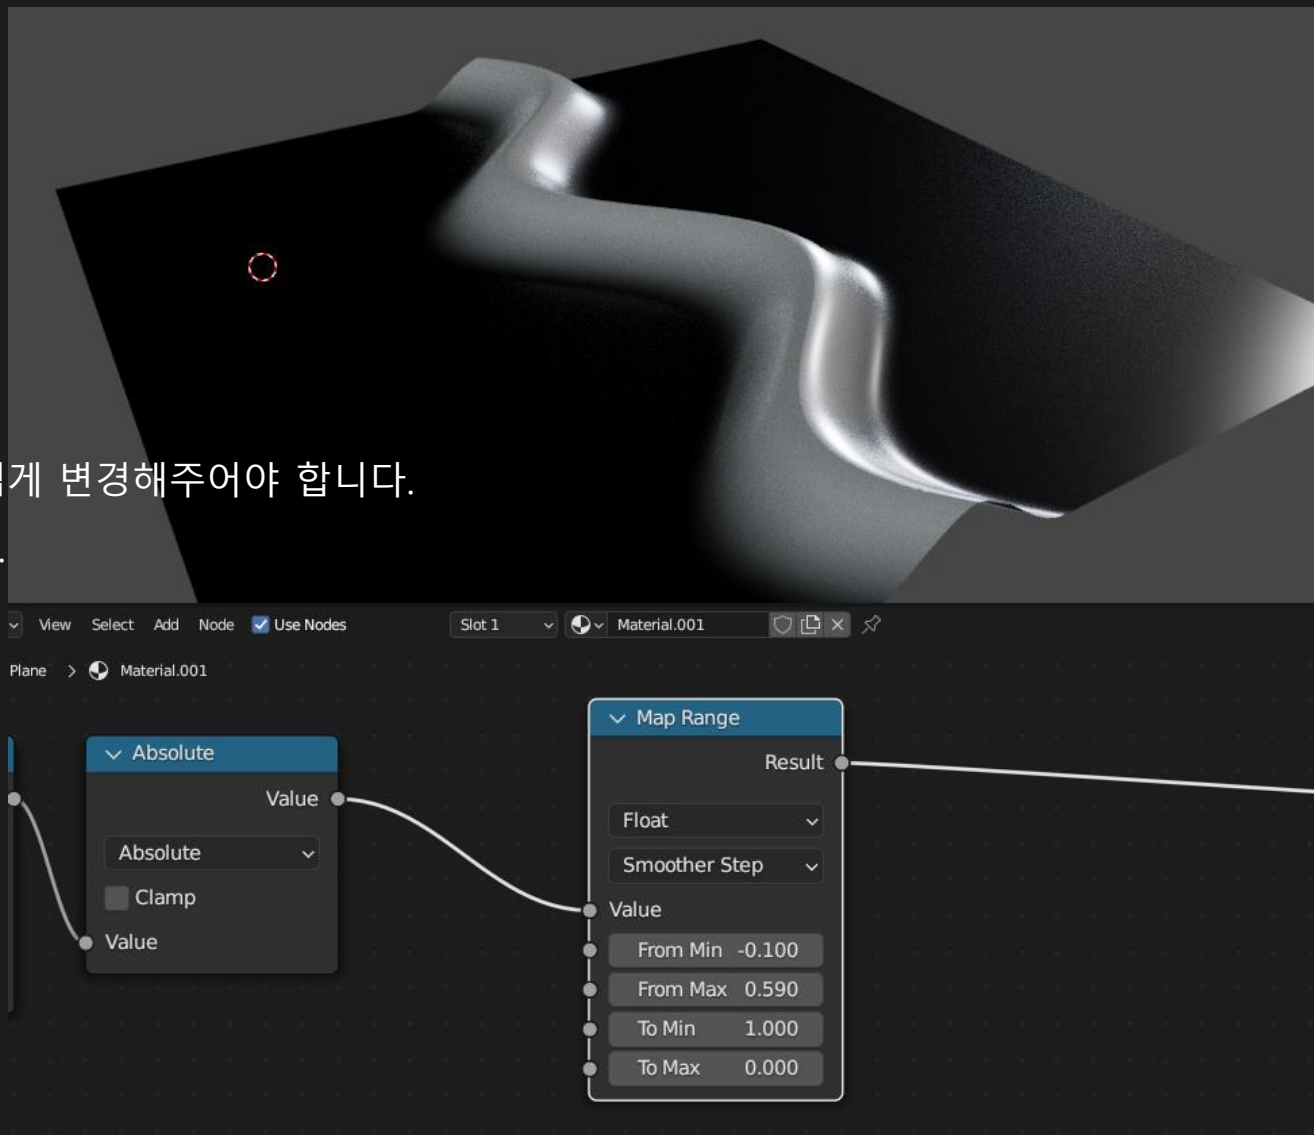 게 변경해주어야 합니다.
.
View Select Add Node Use Nodes Slot 1 Material.001
Plane > Material.001
Absolute
Value
Absolute
Clamp
Value
Map Range
Result
Float
Smoother Step
Value
From Min -0.100
From Max 0.590
To Min 1.000
To Max 0.000